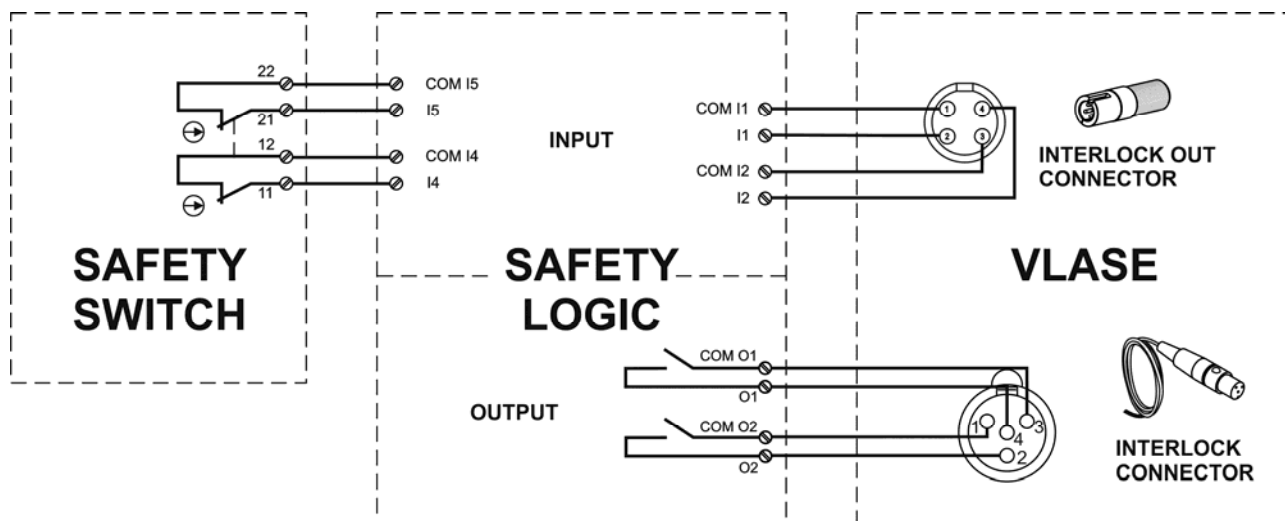 22
COM I5
21
I5
12
COM I4
11
I4
SAFETY
SWITCH
INPUT
SAFETY
LOGIC
OUTPUT
COM I1
I1
COM I2
I2
1
4
2
3
INTERLOCK OUT
CONNECTOR
VLASE
COM O1
O1
COM O2
O2
1
4
3
2
INTERLOCK
CONNECTOR